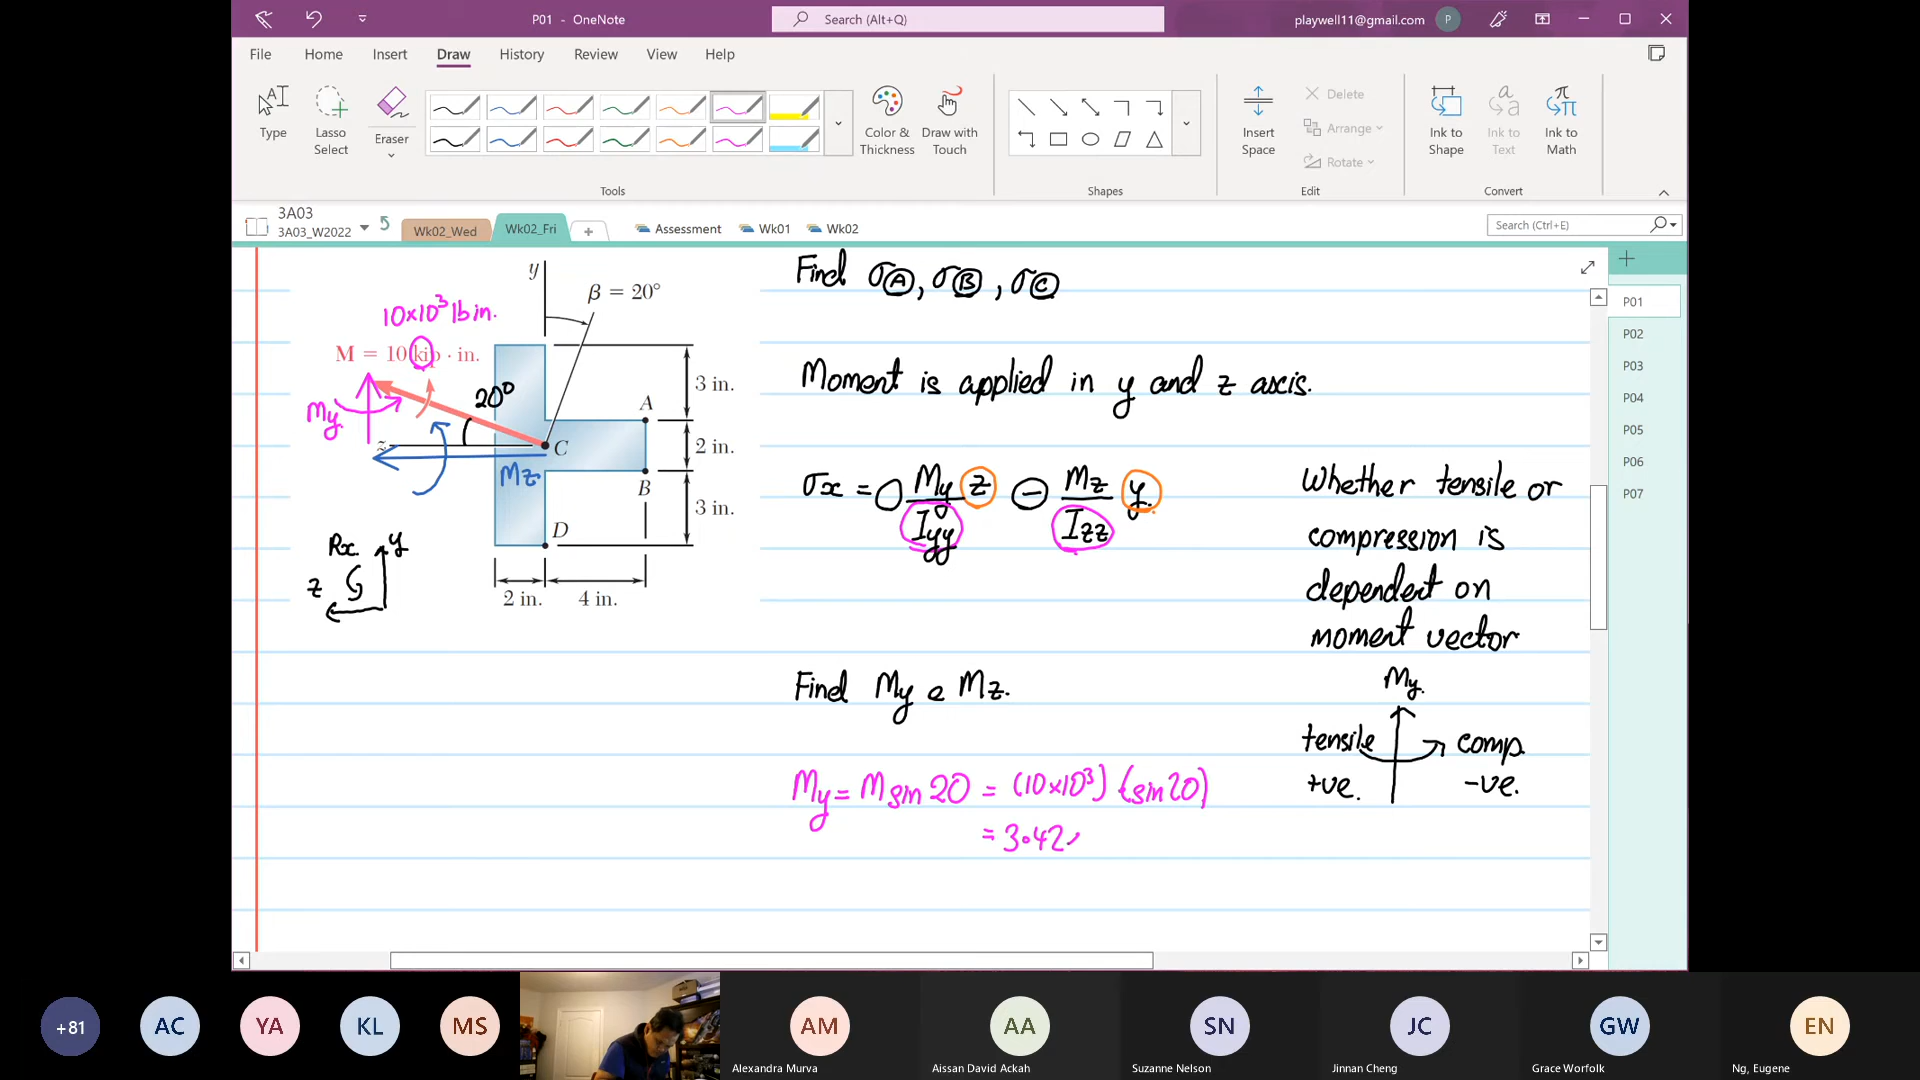 P01 - OneNote
Search (Alt+Q)
playwell11@gmail.com
P
File Home Insert Draw History Review View Help
Type
Lasso Select
Eraser
Color & Thickness
Draw with Touch
Insert Space
Delete
Arrange
Rotate
Ink to Shape
Ink to Text
Ink to Math
Tools
Shapes
Edit
Convert
3A03
3A03_W2022
Wk02_Wed
Wk02_Fri
Assessment
Wk01
Wk02
Search (Ctrl+E)
P01
P02
P03
P04
P05
P06
P07
y
β = 20°
10×10³ lb in.
M = 10 kip · in.
20°
My
z
C
Mz
A
B
D
3 in.
2 in.
3 in.
2 in.
4 in.
Rx.
y
z
Find σA, σB, σC
Moment is applied in y and z axis.
σx = My z / Iyy − Mz y / Izz
Whether tensile or
compression is
dependent on
moment vector
My.
tensile
comp.
+ve.
-ve.
Find My & Mz.
My = M sin 20 = (10×10³) (sin 20)
= 3.42
+81
AC
YA
KL
MS
AM
Alexandra Murva
AA
Aissan David Ackah
SN
Suzanne Nelson
JC
Jinnan Cheng
GW
Grace Worfolk
EN
Ng, Eugene